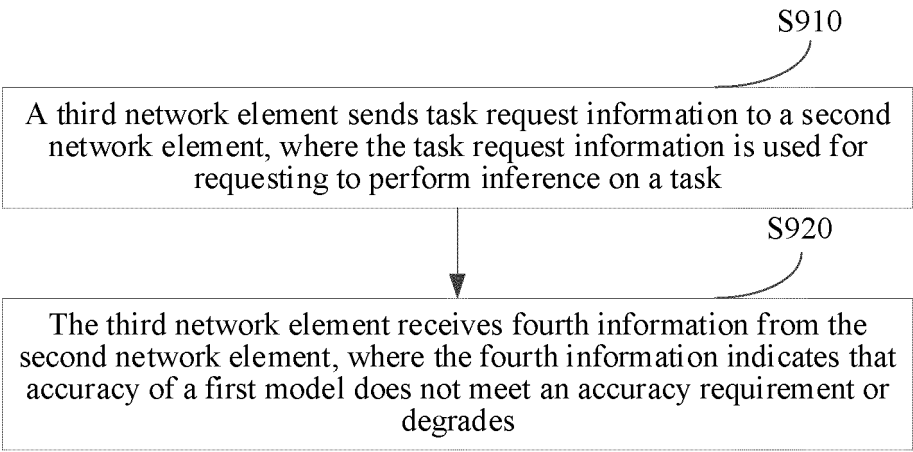 S910
A third network element sends task request information to a second
network element, where the task request information is used for
requesting to perform inference on a task
S920
The third network element receives fourth information from the
second network element, where the fourth information indicates that
accuracy of a first model does not meet an accuracy requirement or
degrades